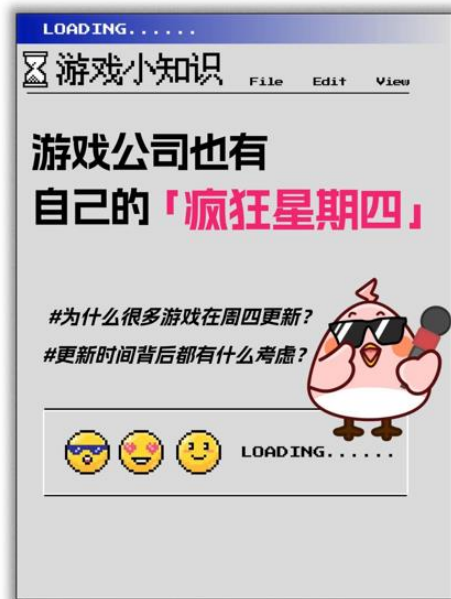 LOADING......
游戏小知识
File Edit View
游戏公司也有
自己的「疯狂星期四」
#为什么很多游戏在周四更新?
#更新时间背后都有什么考虑?
LOADING......